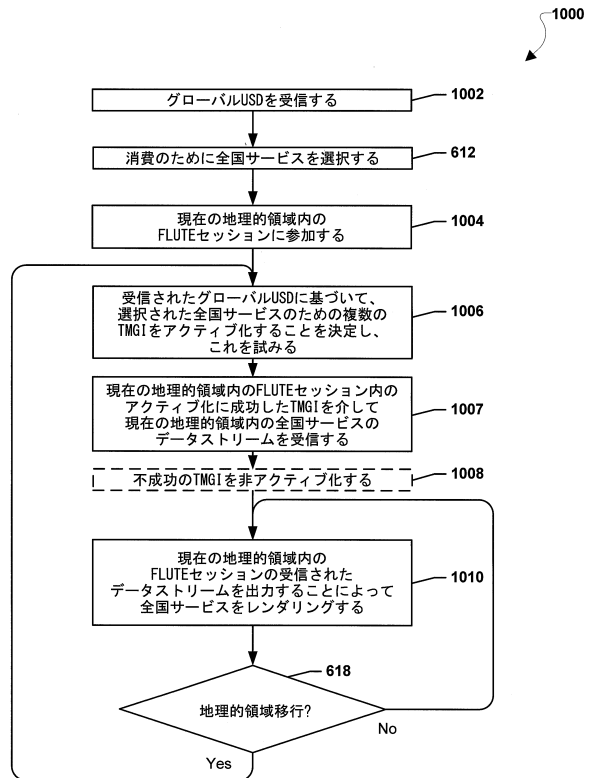 1000
グローバルUSDを受信する
1002
消費のために全国サービスを選択する
612
現在の地理的領域内の
FLUTEセッションに参加する
1004
受信されたグローバルUSDに基づいて、
選択された全国サービスのための複数の
TMGIをアクティブ化することを決定し、
これを試みる
1006
現在の地理的領域内のFLUTEセッション内の
アクティブ化に成功したTMGIを介して
現在の地理的領域内の全国サービスの
データストリームを受信する
1007
不成功のTMGIを非アクティブ化する
1008
現在の地理的領域内の
FLUTEセッションの受信された
データストリームを出力することによって
全国サービスをレンダリングする
1010
618
地理的領域移行?
No
Yes